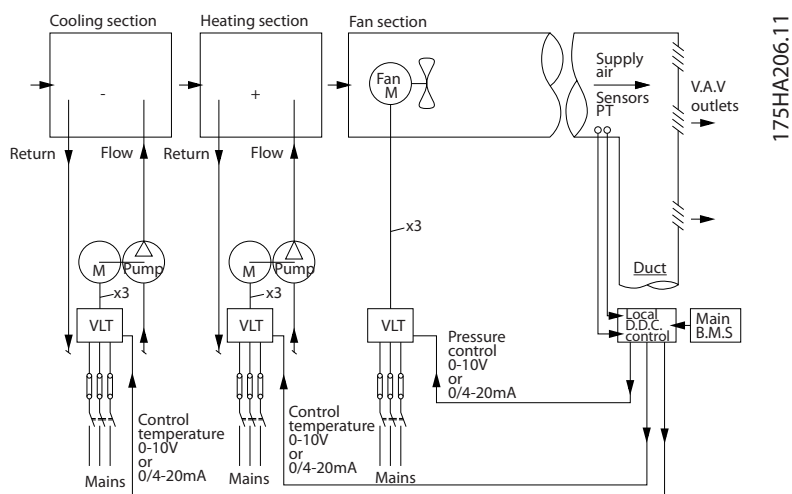 Cooling section
Heating section
Fan section
175HA206.11
-
+
Fan
M
Supply
air
Sensors
PT
V.A.V
outlets
Return
Flow
Return
Flow
x3
M
Pump
M
Pump
Duct
x3
x3
VLT
VLT
VLT
Pressure
control
0-10V
or
0/4-20mA
Local
D.D.C.
control
Main
B.M.S
Control
temperature
0-10V
or
0/4-20mA
Control
temperature
0-10V
or
0/4-20mA
Mains
Mains
Mains